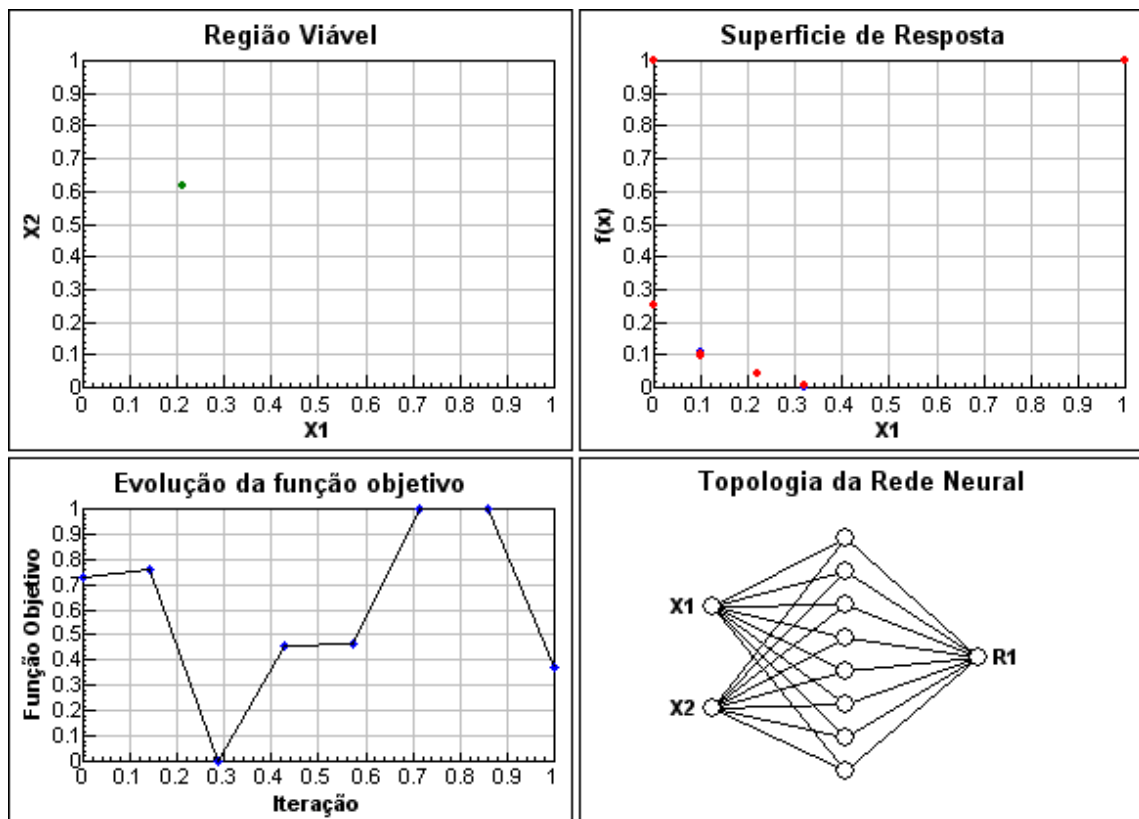 Região Viável
1
0.9
0.8
0.7
0.6
0.5
0.4
0.3
0.2
0.1
0
X2
0 0.1 0.2 0.3 0.4 0.5 0.6 0.7 0.8 0.9 1
X1
Superficie de Resposta
1
0.9
0.8
0.7
0.6
0.5
0.4
0.3
0.2
0.1
0
f(x)
0 0.1 0.2 0.3 0.4 0.5 0.6 0.7 0.8 0.9 1
X1
Evolução da função objetivo
1
0.9
0.8
0.7
0.6
0.5
0.4
0.3
0.2
0.1
0
Função Objetivo
0 0.1 0.2 0.3 0.4 0.5 0.6 0.7 0.8 0.9 1
Iteração
Topologia da Rede Neural
X1
R1
X2